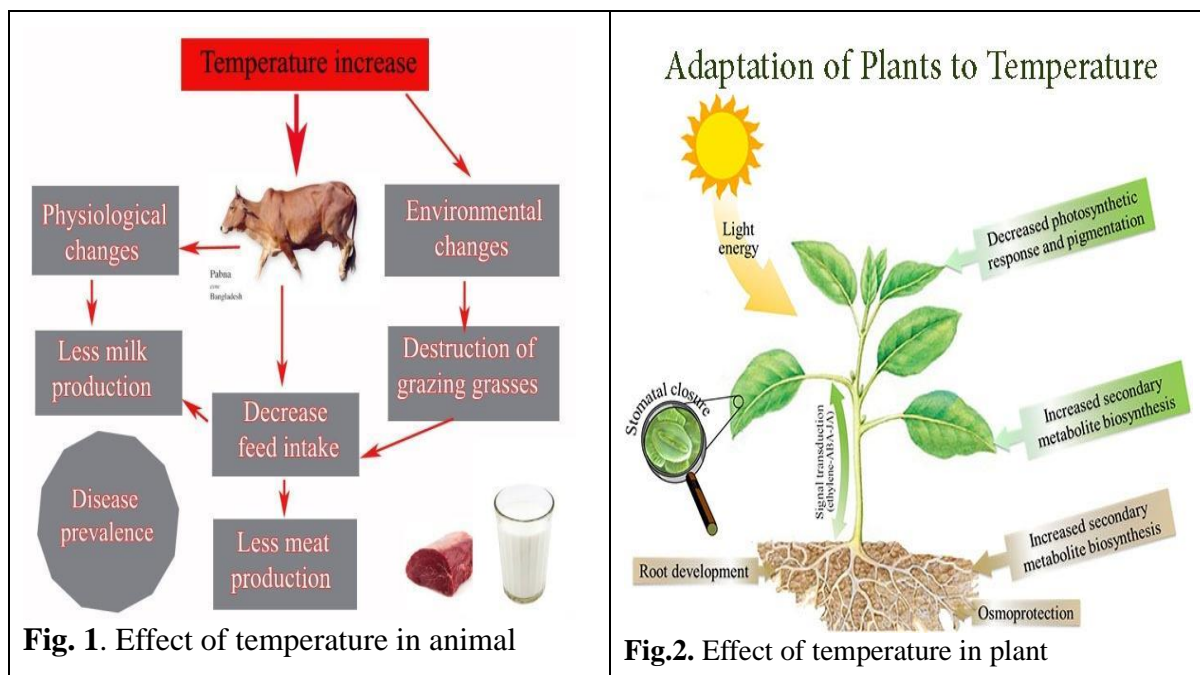 Temperature increase
Physiological
changes
Pabna
cow
Bangladesh
Environmental
changes
Less milk
production
Destruction of
grazing grasses
Decrease
feed intake
Disease
prevalence
Less meat
production
Fig. 1. Effect of temperature in animal
Adaptation of Plants to Temperature
Light
energy
Decreased photosynthetic
response and pigmentation
Stomatal closure
Signal transduction
(ethylene-ABA-JA)
Increased secondary
metabolite biosynthesis
Increased secondary
metabolite biosynthesis
Root development
Osmoprotection
Fig.2. Effect of temperature in plant